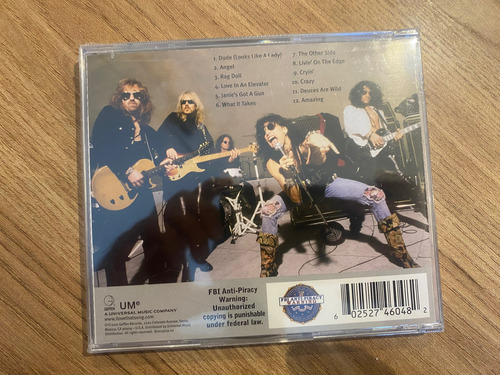 1. Dude (Looks Like A Lady)
2. Angel
3. Rag Doll
4. Love In An Elevator
5. Janie's Got A Gun
6. What It Takes
7. The Other Side
8. Livin' On The Edge
9. Cryin'
10. Crazy
11. Deuces Are Wild
12. Amazing
GEFFEN
UMe
A UNIVERSAL MUSIC COMPANY
FBI Anti-Piracy
Warning:
Unauthorized
copying is punishable
under federal law.
6 02527 46048 2